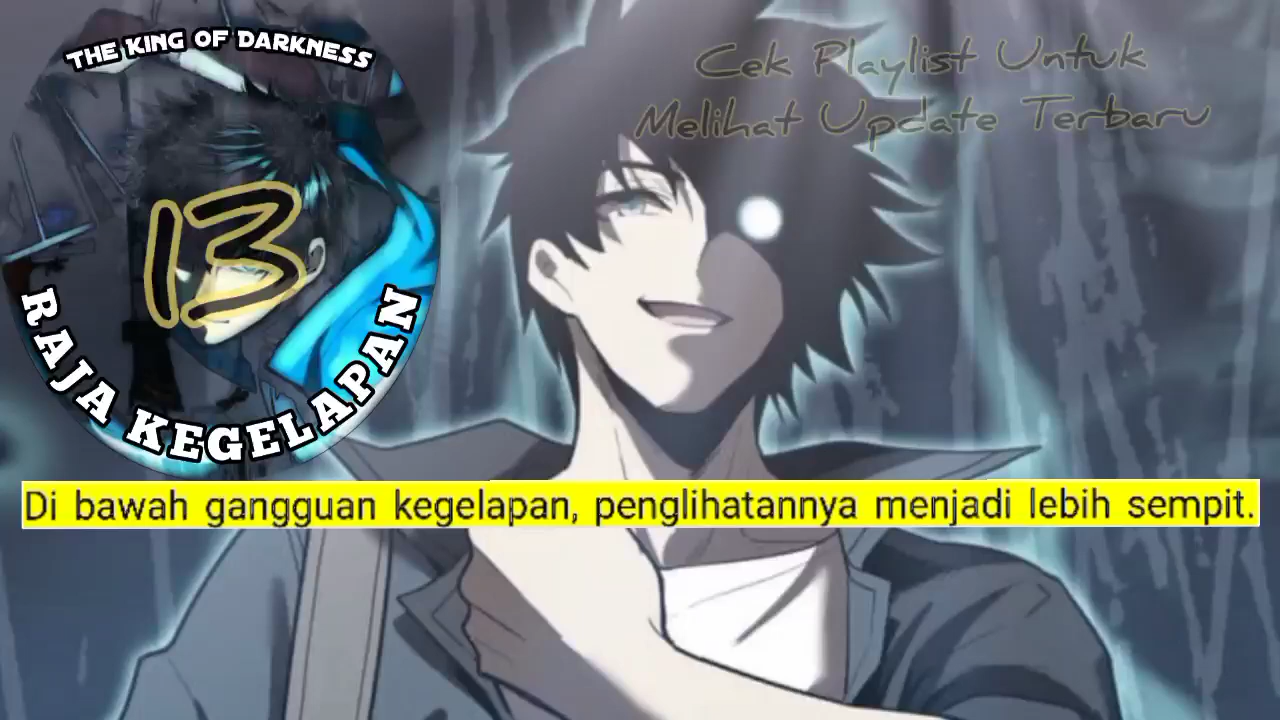 THE KING OF DARKNESS
13
RAJA KEGELAPAN
Cek Playlist Untuk
Melihat Update Terbaru
Di bawah gangguan kegelapan, penglihatannya menjadi lebih sempit.